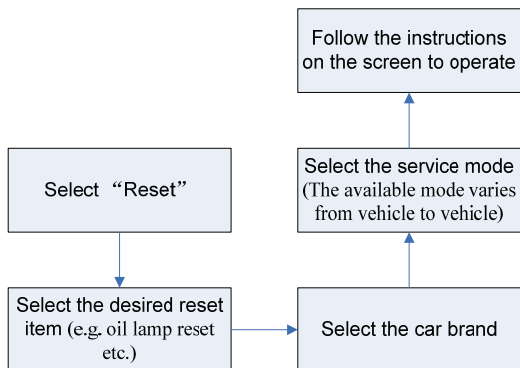 Select “Reset”
Select the desired reset
item (e.g. oil lamp reset
etc.)
Select the car brand
Select the service mode
(The available mode varies
from vehicle to vehicle)
Follow the instructions
on the screen to operate